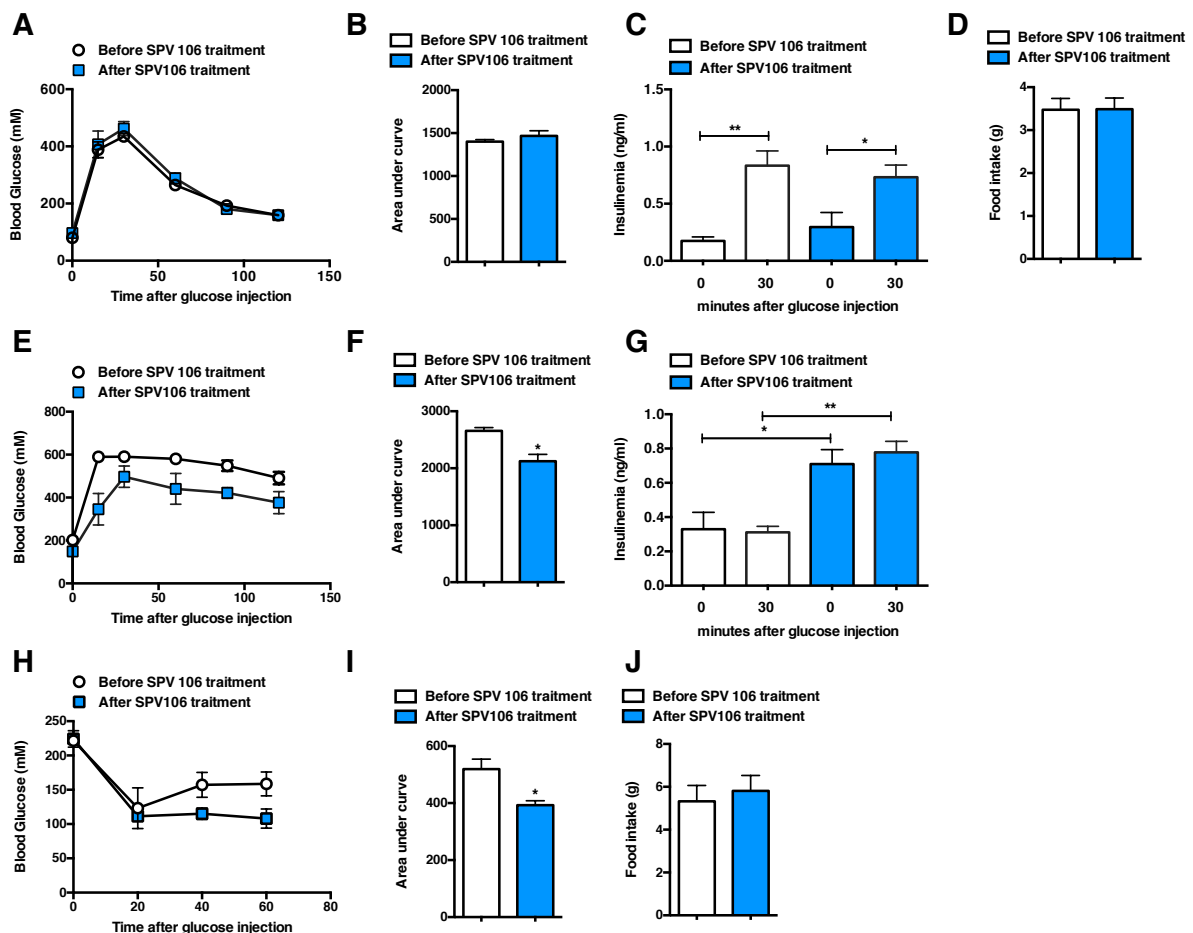 A
Before SPV 106 traitment
After SPV106 traitment
600
400
200
0
Blood Glucose (mM)
0 50 100 150
Time after glucose injection
B
Before SPV 106 traitment
After SPV106 traitment
2000
1500
1000
500
0
Area under curve
C
Before SPV 106 traitment
After SPV106 traitment
1.5
1.0
0.5
0.0
Insulinemia (ng/ml)
**
*
0 30 0 30
minutes after glucose injection
D
Before SPV 106 traitment
After SPV106 traitment
4
3
2
1
0
Food intake (g)
E
Before SPV 106 traitment
After SPV106 traitment
800
600
400
200
0
Blood Glucose (mM)
0 50 100 150
Time after glucose injection
F
Before SPV 106 traitment
After SPV106 traitment
3000
2000
1000
0
Area under curve
*
G
Before SPV 106 traitment
After SPV106 traitment
1.0
0.8
0.6
0.4
0.2
0.0
Insulinemia (ng/ml)
**
*
0 30 0 30
minutes after glucose injection
H
Before SPV 106 traitment
After SPV106 traitment
250
200
150
100
50
0
Blood Glucose (mM)
0 20 40 60 80
Time after glucose injection
I
Before SPV 106 traitment
After SPV106 traitment
600
400
200
0
Area under curve
*
J
Before SPV 106 traitment
After SPV106 traitment
8
6
4
2
0
Food intake (g)